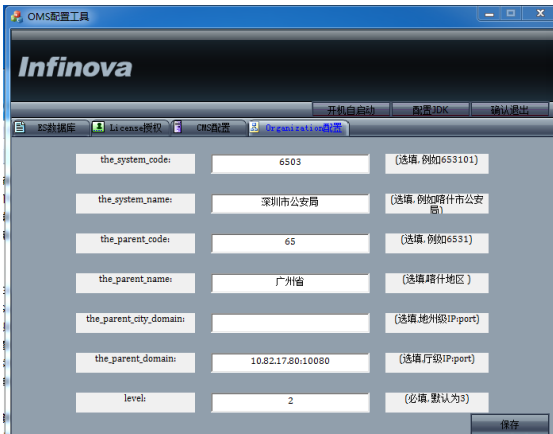 OMS配置工具
Infinova
开机自启动 配置JDK 确认退出
ES数据库 License授权 CMS配置 Organization配置
the_system_code: 6503 (选填,例如653101)
the_system_name: 深圳市公安局 (选填,例如喀什市公安
局)
the_parent_code: 65 (选填,例如6531)
the_parent_name: 广州省 (选填喀什地区 )
the_parent_city_domain: (选填,地州级IP:port)
the_parent_domain: 10.82.17.80:10080 (选填,厅级IP:port)
level: 2 (必填,默认为3)
保存